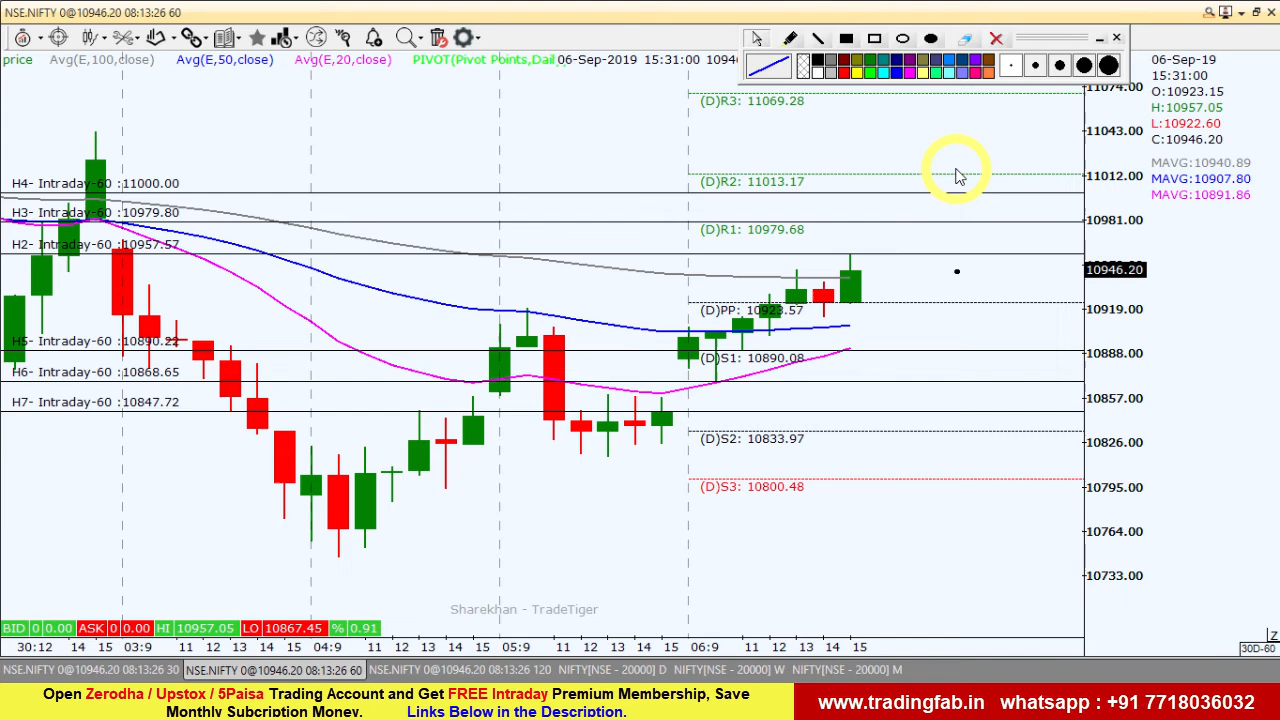 NSE.NIFTY 0@10946.20 08:13:26 60
price Avg(E,100,close) Avg(E,50,close) Avg(E,20,close) PIVOT(Pivot Points,Dail 06-Sep-2019 15:31:00 1094
06-Sep-19
15:31:00
O:10923.15
H:10957.05
L:10922.60
C:10946.20
MAVG:10940.89
MAVG:10907.80
MAVG:10891.86
11074.00
11043.00
11012.00
10981.00
10946.20
10919.00
10888.00
10857.00
10826.00
10795.00
10764.00
10733.00
(D)R3: 11069.28
H4- Intraday-60 :11000.00
(D)R2: 11013.17
H3- Intraday-60 :10979.80
(D)R1: 10979.68
H2- Intraday-60 :10957.57
(D)PP: 10923.57
H5- Intraday-60 :10890.22
(D)S1: 10890.08
H6- Intraday-60 :10868.65
H7- Intraday-60 :10847.72
(D)S2: 10833.97
(D)S3: 10800.48
Sharekhan - TradeTiger
BID 0 0.00 ASK 0 0.00 HI 10957.05 LO 10867.45 % 0.91
Z
30:12 14 15 03:9 11 12 13 14 15 04:9 11 12 13 14 15 05:9 11 12 13 14 15 06:9 11 12 13 14 15 30D-60
NSE.NIFTY 0@10946.20 08:13:26 30 NSE.NIFTY 0@10946.20 08:13:26 60 NSE.NIFTY 0@10946.20 08:13:26 120 NIFTY[NSE - 20000] D NIFTY[NSE - 20000] W NIFTY[NSE - 20000] M
Open Zerodha / Upstox / 5Paisa Trading Account and Get FREE Intraday Premium Membership, Save
Monthly Subcription Money. Links Below in the Description.
www.tradingfab.in whatsapp : +91 7718036032